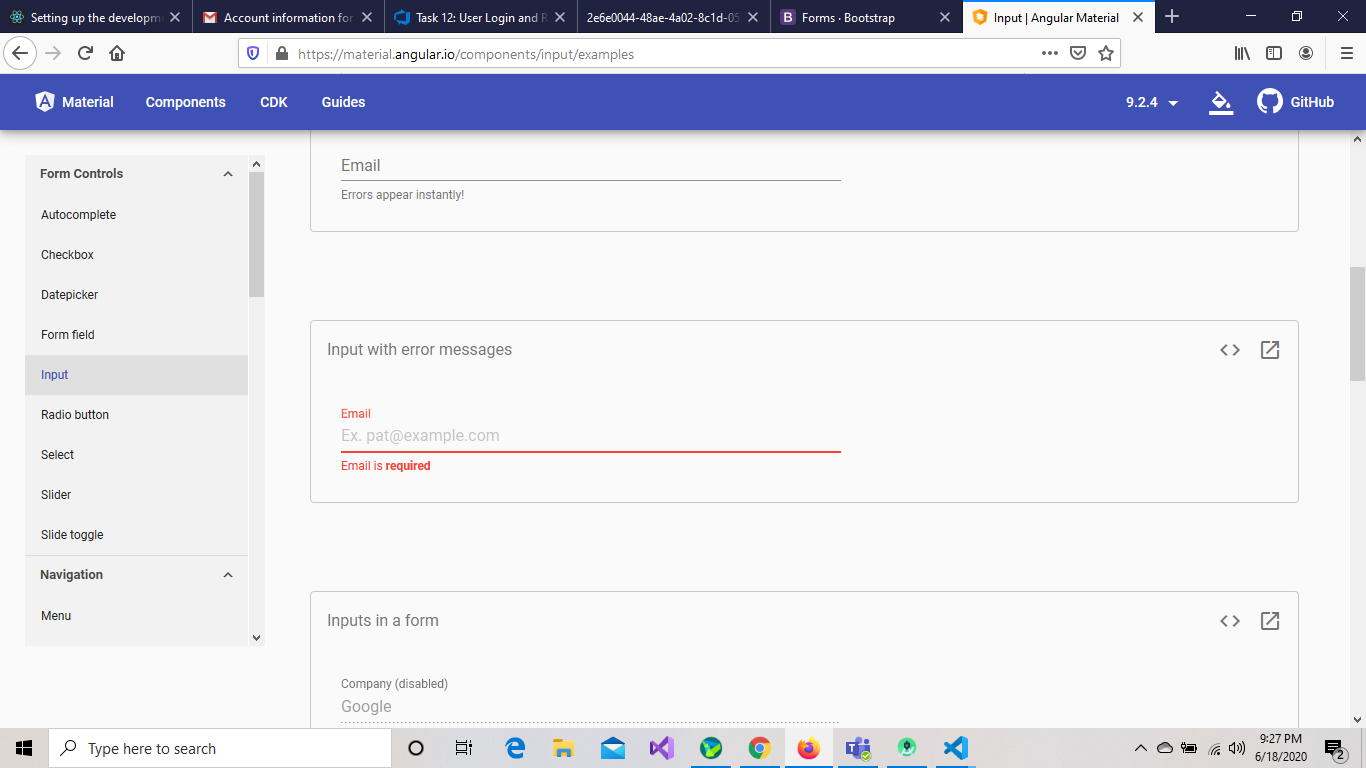 Setting up the developm
Account information for
Task 12: User Login and R
2e6e0044-48ae-4a02-8c1d-05
B Forms · Bootstrap
Input | Angular Material
https://material.angular.io/components/input/examples
Material
Components
CDK
Guides
9.2.4
GitHub
Form Controls
Autocomplete
Checkbox
Datepicker
Form field
Input
Radio button
Select
Slider
Slide toggle
Navigation
Menu
Email
Errors appear instantly!
Input with error messages
Email
Ex. pat@example.com
Email is required
Inputs in a form
Company (disabled)
Google
Type here to search
9:27 PM
6/18/2020
2